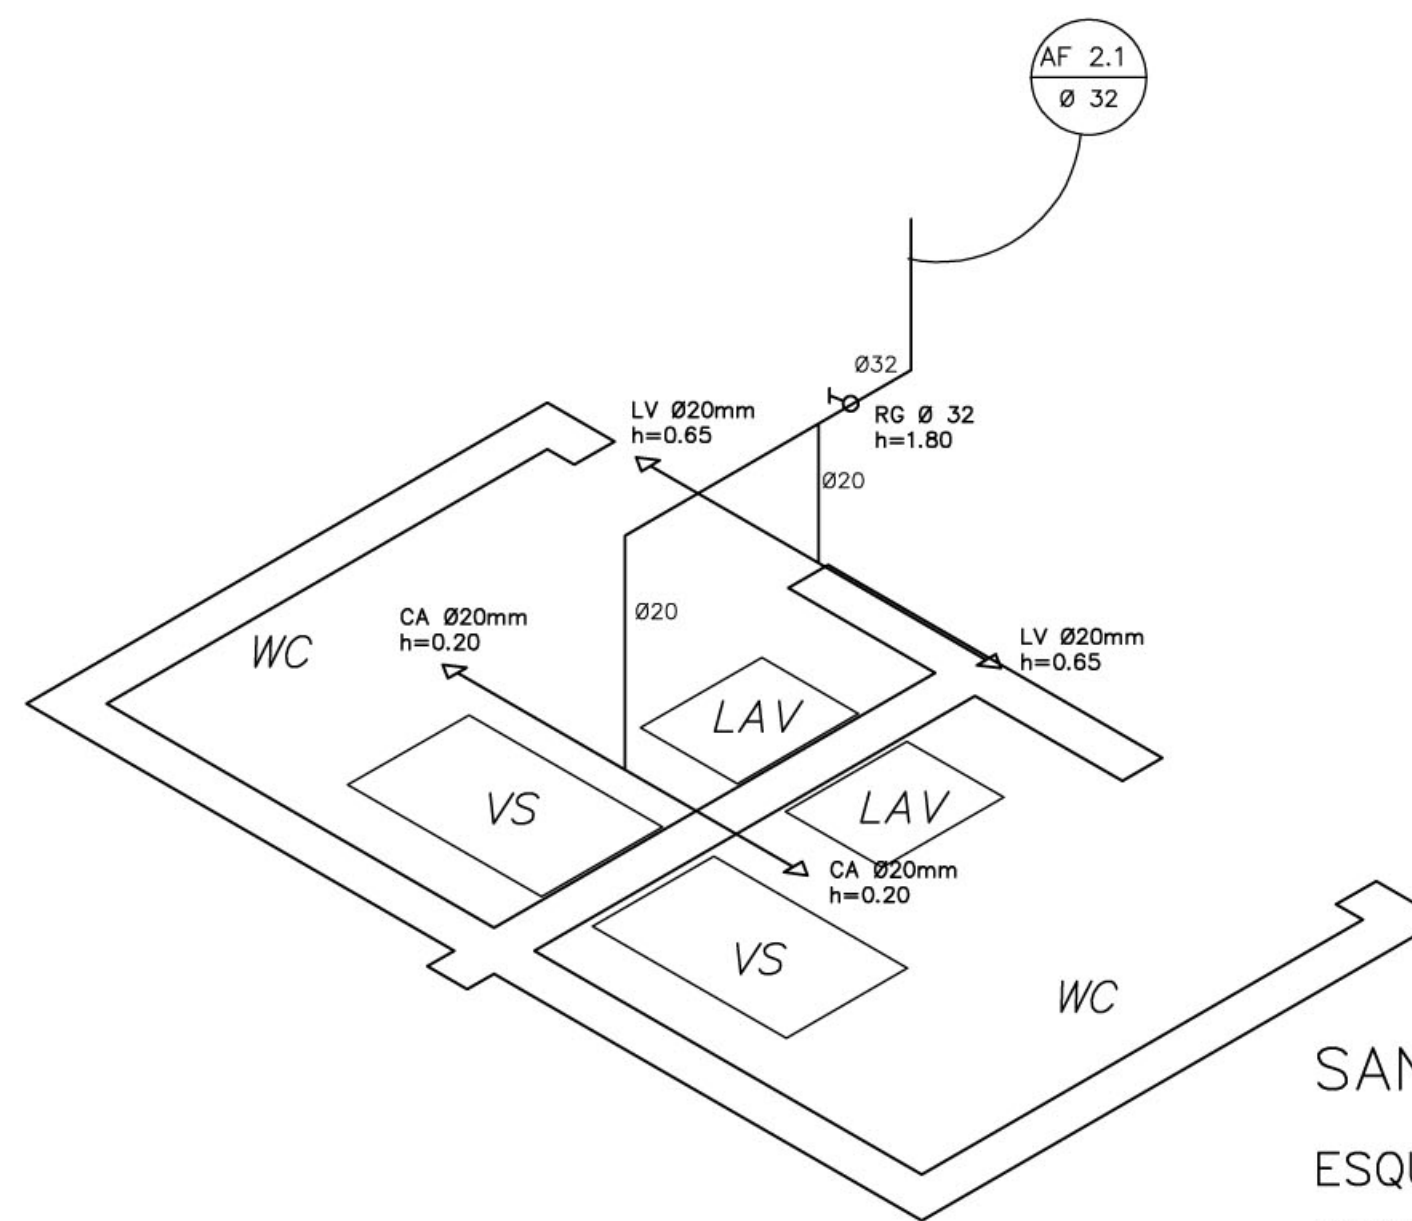 AF 2.1
Ø 32
Ø32
LV Ø20mm
h=0.65
RG Ø 32
h=1.80
Ø20
CA Ø20mm
h=0.20
Ø20
WC
LV Ø20mm
h=0.65
LAV
VS
LAV
CA Ø20mm
h=0.20
VS
WC